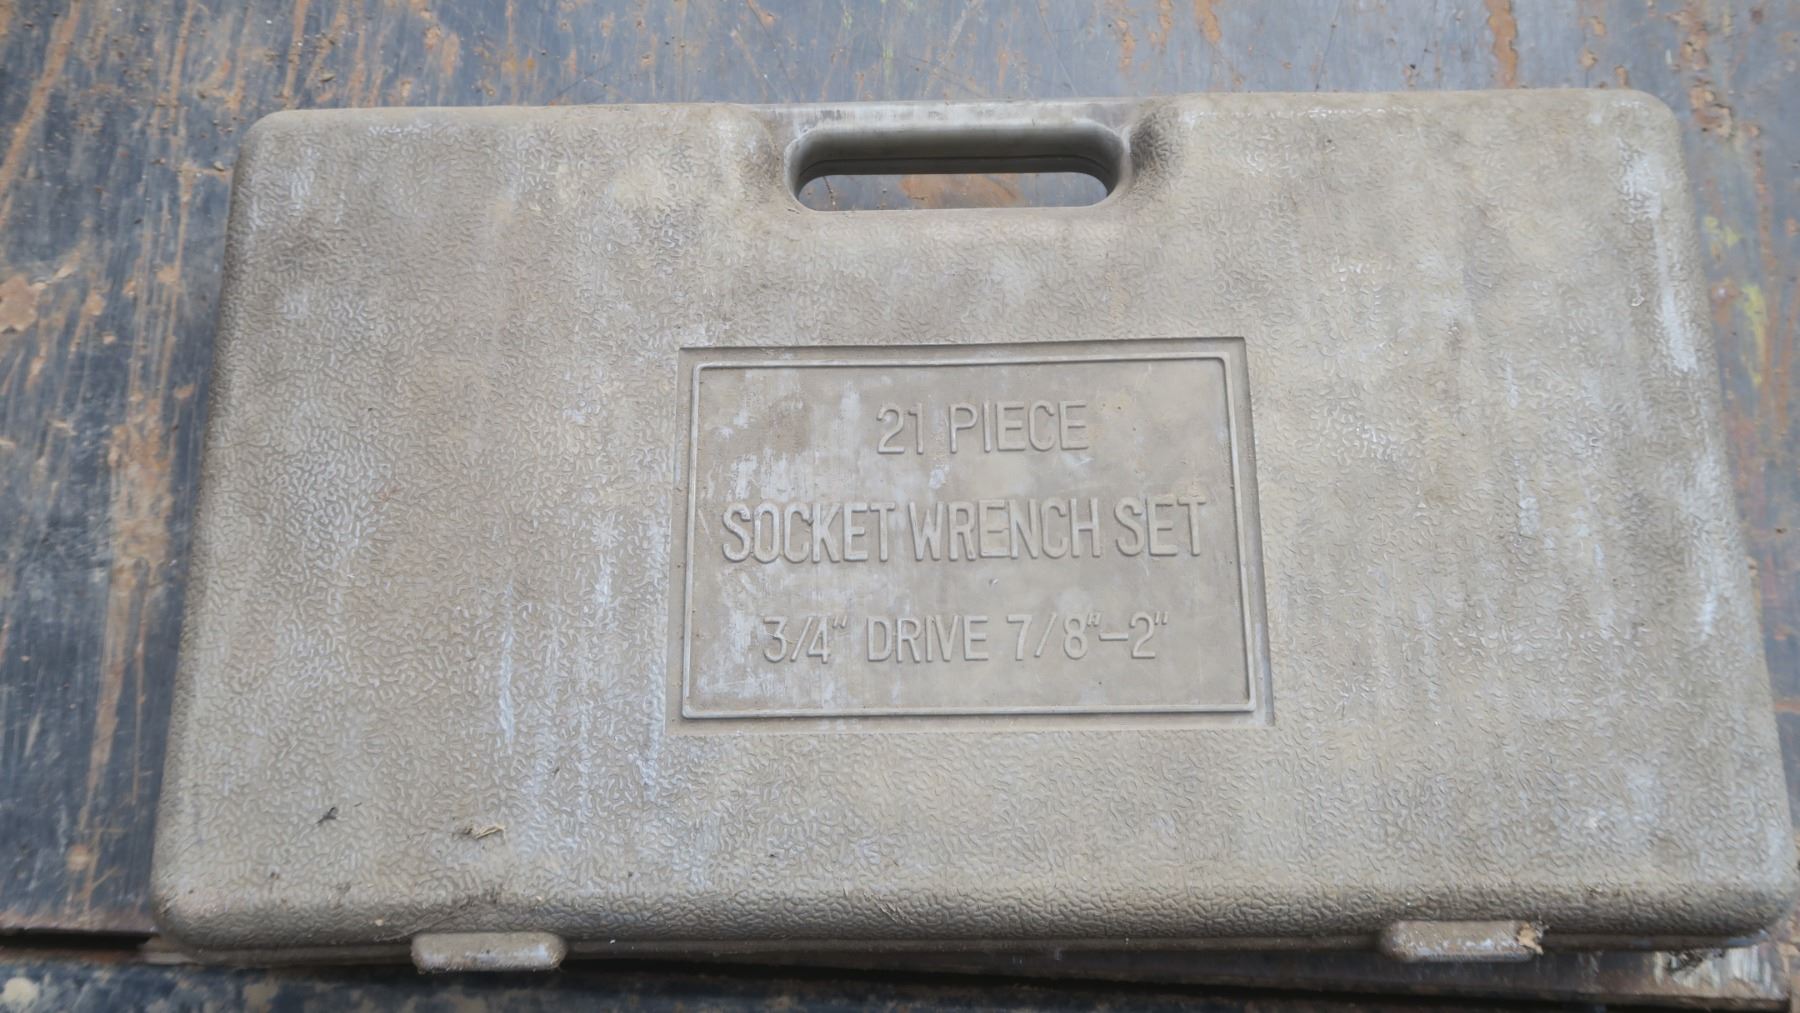 21 PIECE
SOCKET WRENCH SET
3/4" DRIVE 7/8"-2"